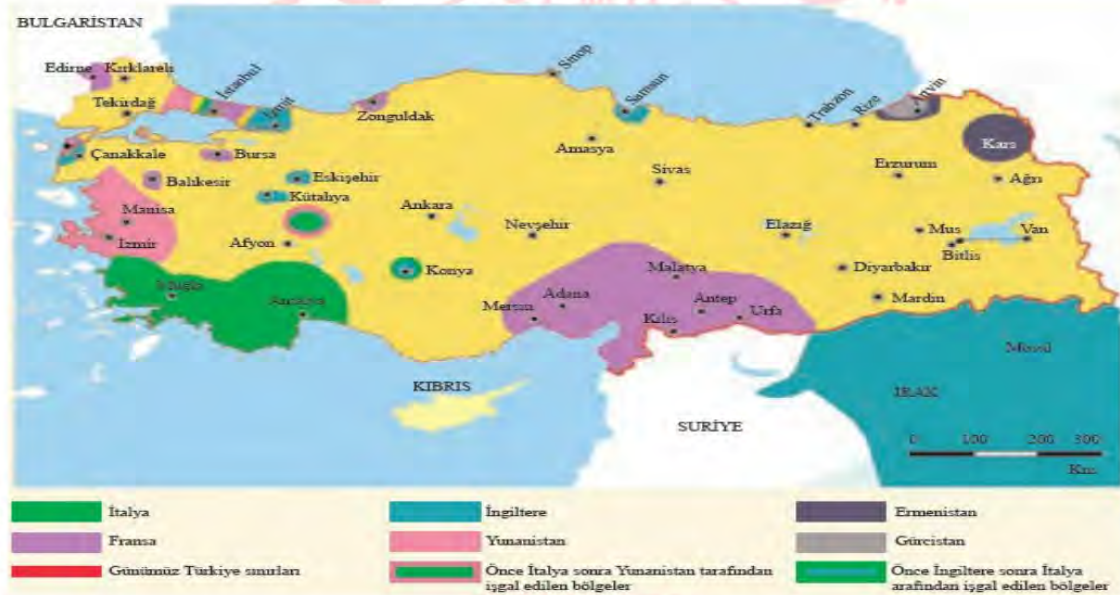 BULGARİSTAN
Edirne
Kırklareli
Tekirdağ
İstanbul
İzmit
Zonguldak
Sinop
Samsun
Trabzon
Rize
Artvin
Kars
Çanakkale
Bursa
Balıkesir
Eskişehir
Kütahya
Amasya
Sivas
Erzurum
Ağrı
Manisa
İzmir
Afyon
Ankara
Nevşehir
Elazığ
Mus
Bitlis
Van
Muğla
Antalya
Konya
Malatya
Diyarbakır
Mardin
Mersin
Adana
Antep
Urfa
Kilis
Musul
KIBRIS
IRAK
SURİYE
0 100 200 300
Km
İtalya
İngiltere
Ermenistan
Fransa
Yunanistan
Gürcistan
Günümüz Türkiye sınırları
Önce İtalya sonra Yunanistan tarafından
işgal edilen bölgeler
Önce İngiltere sonra İtalya
arafından işgal edilen bölgeler